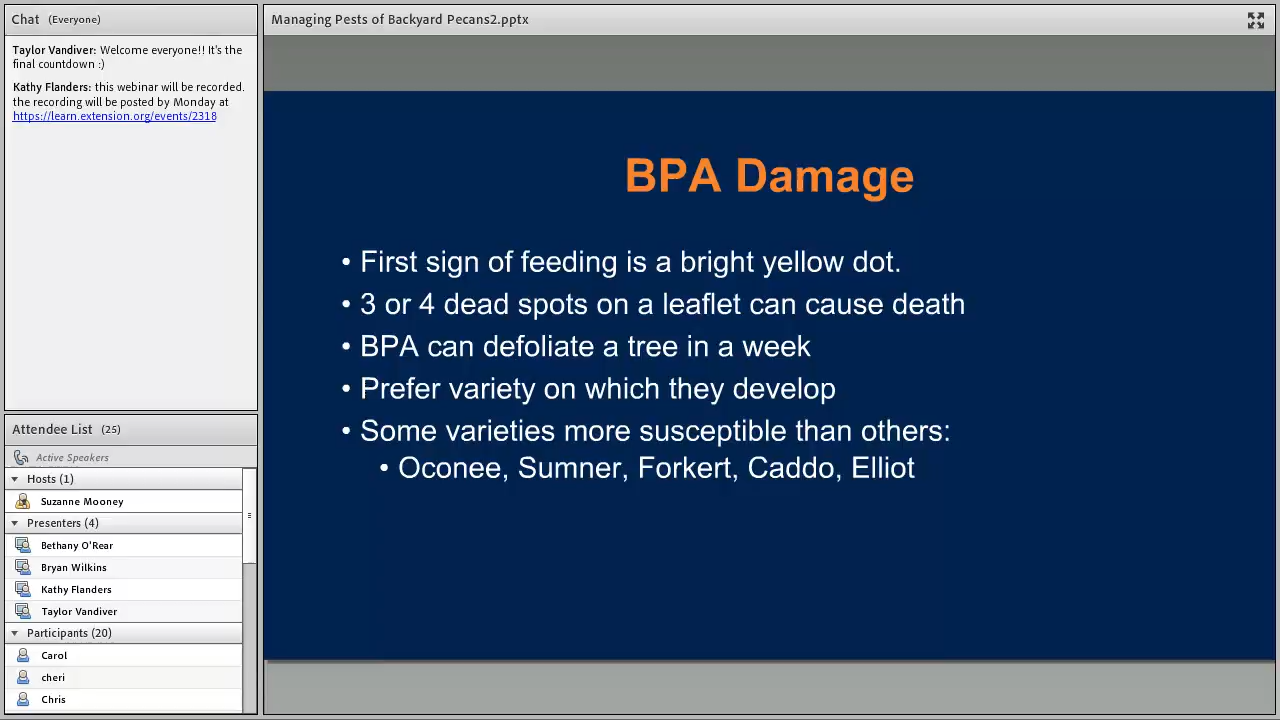 Chat (Everyone)
Taylor Vandiver: Welcome everyone!! It's the
final countdown :)
Kathy Flanders: this webinar will be recorded.
the recording will be posted by Monday at
https://learn.extension.org/events/2318
Attendee List (25)
Active Speakers
Hosts (1)
Suzanne Mooney
Presenters (4)
Bethany O'Rear
Bryan Wilkins
Kathy Flanders
Taylor Vandiver
Participants (20)
Carol
cheri
Chris
Managing Pests of Backyard Pecans2.pptx
BPA Damage
• First sign of feeding is a bright yellow dot.
• 3 or 4 dead spots on a leaflet can cause death
• BPA can defoliate a tree in a week
• Prefer variety on which they develop
• Some varieties more susceptible than others:
• Oconee, Sumner, Forkert, Caddo, Elliot